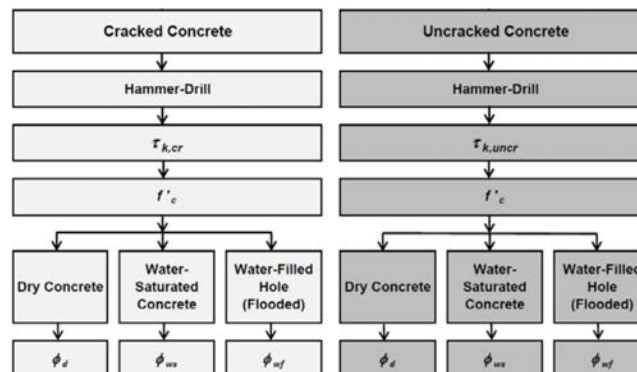 Cracked Concrete
Hammer-Drill
τk,cr
f'c
Dry Concrete
Water-
Saturated
Concrete
Water-Filled
Hole
(Flooded)
ϕd
ϕws
ϕwf
Uncracked Concrete
Hammer-Drill
τk,uncr
f'c
Dry Concrete
Water-
Saturated
Concrete
Water-Filled
Hole
(Flooded)
ϕd
ϕws
ϕwf